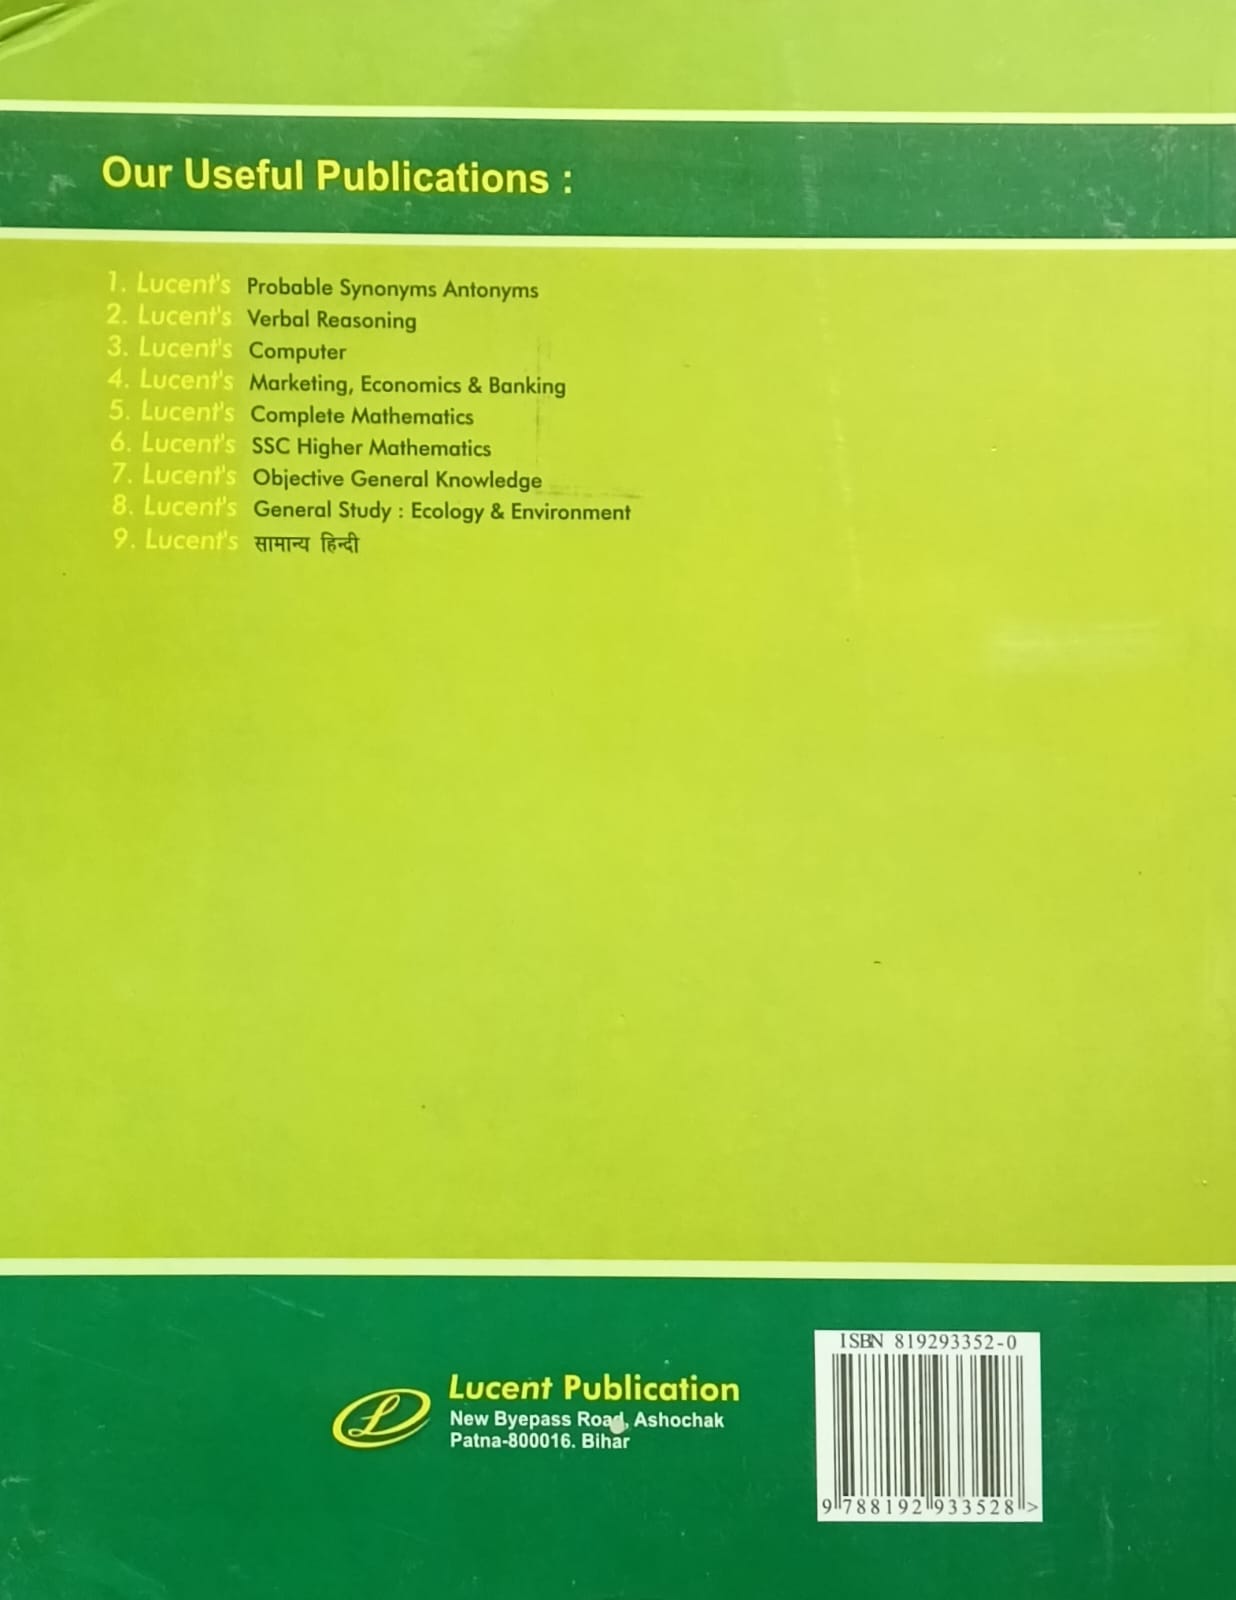 Our Useful Publications :
1. Lucent's Probable Synonyms Antonyms
2. Lucent's Verbal Reasoning
3. Lucent's Computer
4. Lucent's Marketing, Economics & Banking
5. Lucent's Complete Mathematics
6. Lucent's SSC Higher Mathematics
7. Lucent's Objective General Knowledge
8. Lucent's General Study : Ecology & Environment
9. Lucent's सामान्य हिन्दी
L
Lucent Publication
New Byepass Road, Ashochak
Patna-800016. Bihar
ISBN 819293352-0
9 788192 933528 >